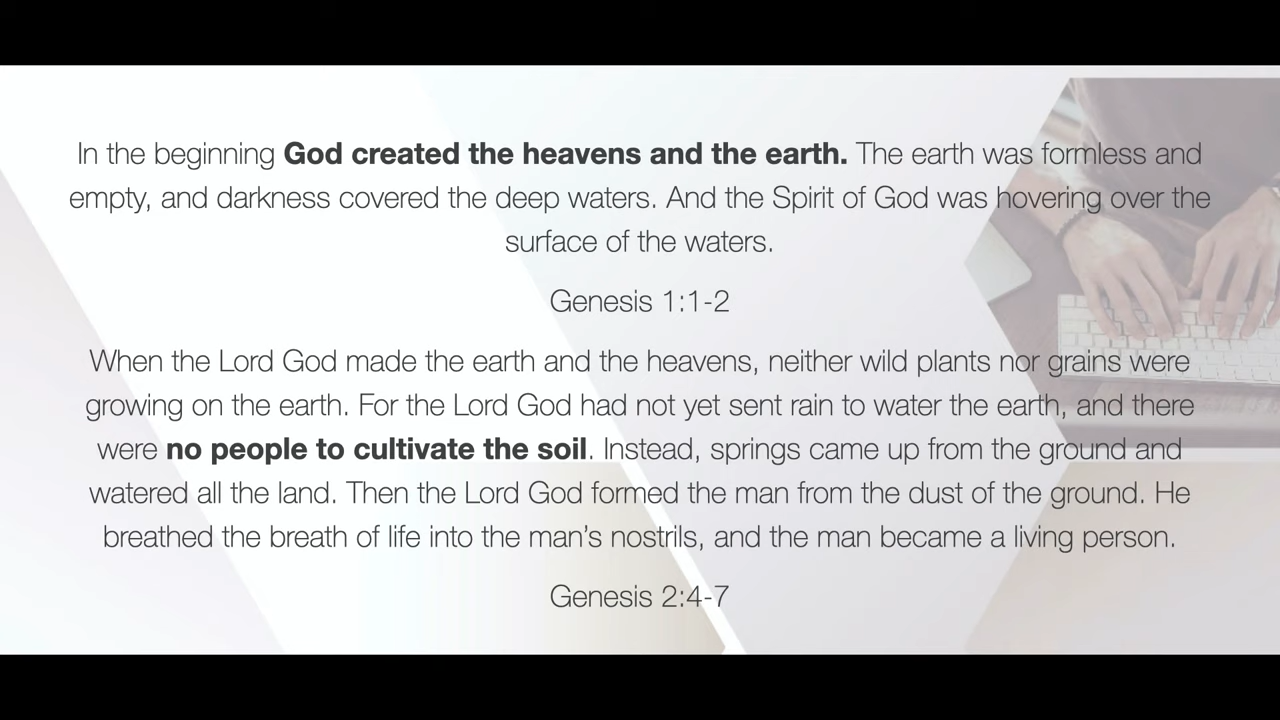 In the beginning God created the heavens and the earth. The earth was formless and
empty, and darkness covered the deep waters. And the Spirit of God was hovering over the
surface of the waters.
Genesis 1:1-2
When the Lord God made the earth and the heavens, neither wild plants nor grains were
growing on the earth. For the Lord God had not yet sent rain to water the earth, and there
were no people to cultivate the soil. Instead, springs came up from the ground and
watered all the land. Then the Lord God formed the man from the dust of the ground. He
breathed the breath of life into the man’s nostrils, and the man became a living person.
Genesis 2:4-7